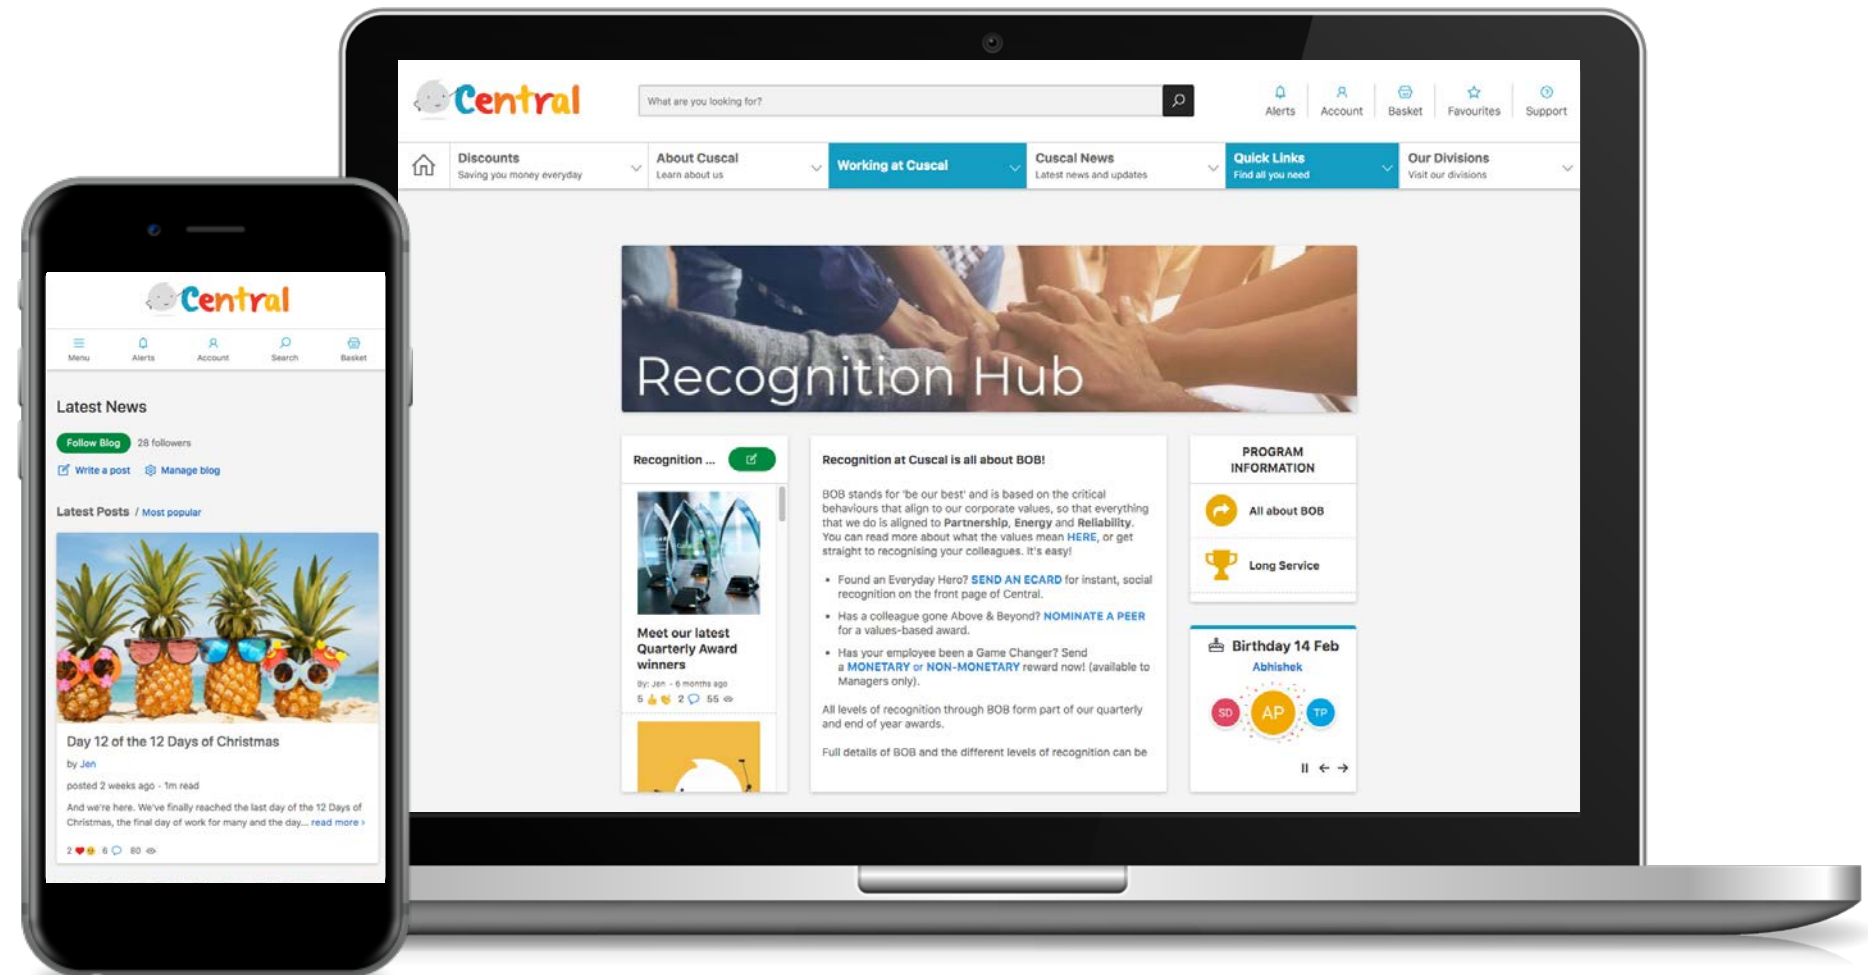 Central
What are you looking for?
Alerts
Account
Basket
Favourites
Support
Discounts
Saving you money everyday
About Cuscal
Learn about us
Working at Cuscal
Cuscal News
Latest news and updates
Quick Links
Find all you need
Our Divisions
Visit our divisions
Recognition Hub
Recognition ...
Meet our latest
Quarterly Award
winners
By: Jen - 6 months ago
5 2 55
Recognition at Cuscal is all about BOB!
BOB stands for 'be our best' and is based on the critical
behaviours that align to our corporate values, so that everything
that we do is aligned to Partnership, Energy and Reliability.
You can read more about what the values mean HERE, or get
straight to recognising your colleagues. It's easy!
• Found an Everyday Hero? SEND AN ECARD for instant, social
recognition on the front page of Central.
• Has a colleague gone Above & Beyond? NOMINATE A PEER
for a values-based award.
• Has your employee been a Game Changer? Send
a MONETARY or NON-MONETARY reward now! (available to
Managers only).
All levels of recognition through BOB form part of our quarterly
and end of year awards.
Full details of BOB and the different levels of recognition can be
PROGRAM
INFORMATION
All about BOB
Long Service
Birthday 14 Feb
Abhishek
SD
AP
TP
Central
Menu
Alerts
Account
Search
Basket
Latest News
Follow Blog 28 followers
Write a post Manage blog
Latest Posts / Most popular
Day 12 of the 12 Days of Christmas
by Jen
posted 2 weeks ago - 1m read
And we're here. We've finally reached the last day of the 12 Days of
Christmas, the final day of work for many and the day... read more ›
2 6 80